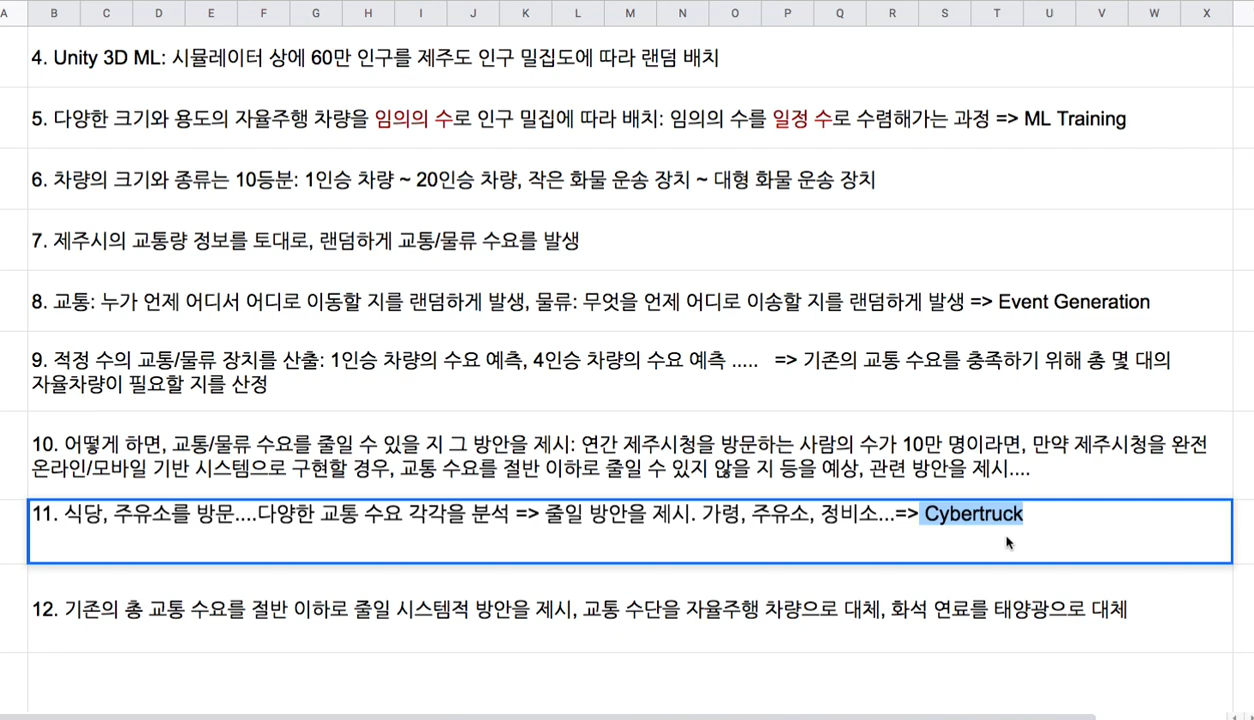 A B C D E F G H I J K L M N O P Q R S T U V W X
4. Unity 3D ML: 시뮬레이터 상에 60만 인구를 제주도 인구 밀집도에 따라 랜덤 배치
5. 다양한 크기와 용도의 자율주행 차량을 임의의 수로 인구 밀집에 따라 배치: 임의의 수를 일정 수로 수렴해가는 과정 => ML Training
6. 차량의 크기와 종류는 10등분: 1인승 차량 ~ 20인승 차량, 작은 화물 운송 장치 ~ 대형 화물 운송 장치
7. 제주시의 교통량 정보를 토대로, 랜덤하게 교통/물류 수요를 발생
8. 교통: 누가 언제 어디서 어디로 이동할 지를 랜덤하게 발생, 물류: 무엇을 언제 어디로 이송할 지를 랜덤하게 발생 => Event Generation
9. 적정 수의 교통/물류 장치를 산출: 1인승 차량의 수요 예측, 4인승 차량의 수요 예측 ..... => 기존의 교통 수요를 충족하기 위해 총 몇 대의
자율차량이 필요할 지를 산정
10. 어떻게 하면, 교통/물류 수요를 줄일 수 있을 지 그 방안을 제시: 연간 제주시청을 방문하는 사람의 수가 10만 명이라면, 만약 제주시청을 완전
온라인/모바일 기반 시스템으로 구현할 경우, 교통 수요를 절반 이하로 줄일 수 있지 않을 지 등을 예상, 관련 방안을 제시....
11. 식당, 주유소를 방문....다양한 교통 수요 각각을 분석 => 줄일 방안을 제시. 가령, 주유소, 정비소...=> Cybertruck
12. 기존의 총 교통 수요를 절반 이하로 줄일 시스템적 방안을 제시, 교통 수단을 자율주행 차량으로 대체, 화석 연료를 태양광으로 대체